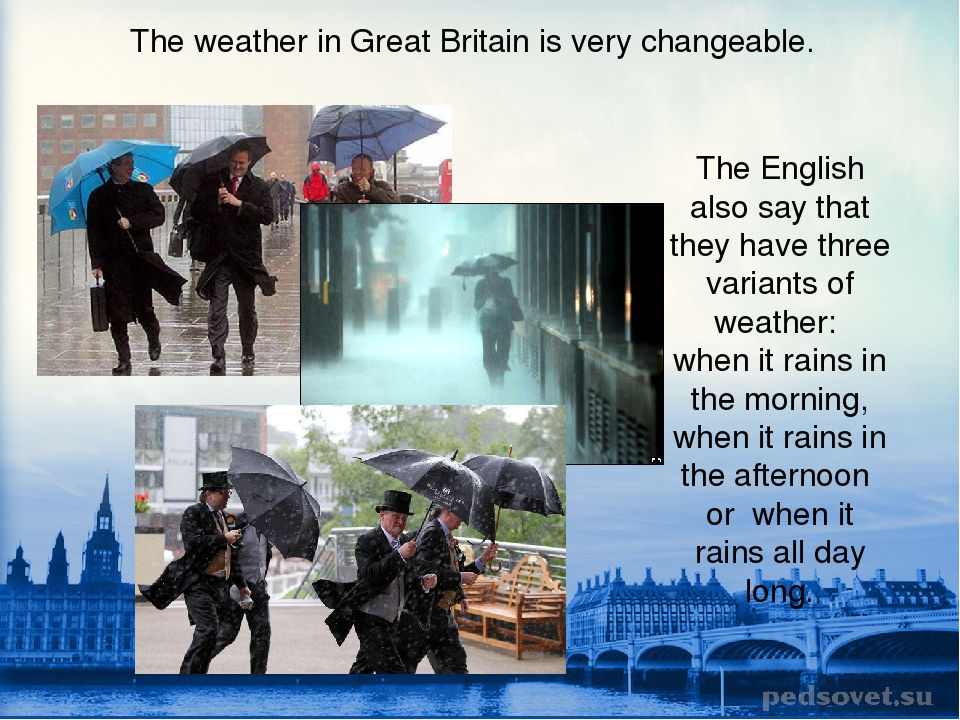 The weather in Great Britain is very changeable.
The English
also say that
they have three
variants of
weather:
when it rains in
the morning,
when it rains in
the afternoon
or when it
rains all day
long.
pedsovet.su